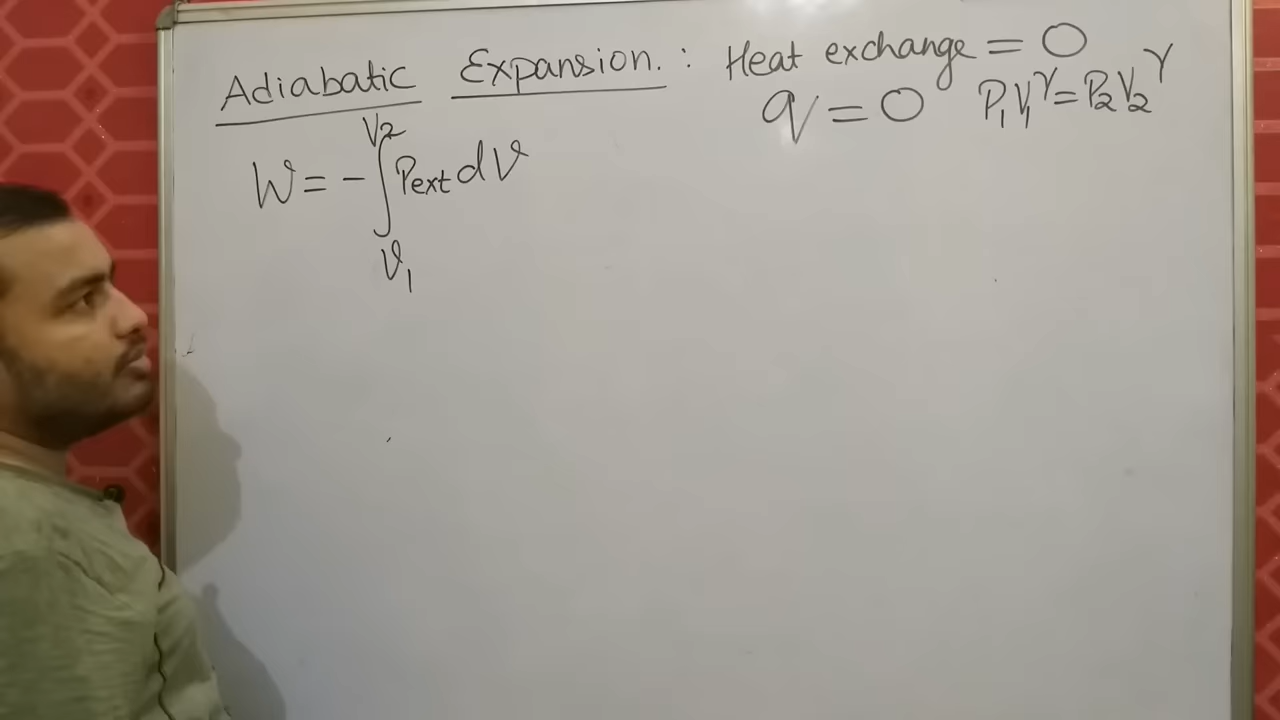 Adiabatic Expansion. : Heat exchange = 0
q = 0 P₁V₁^γ = P₂V₂^γ
W = - ∫_{V₁}^{V₂} Pext dV